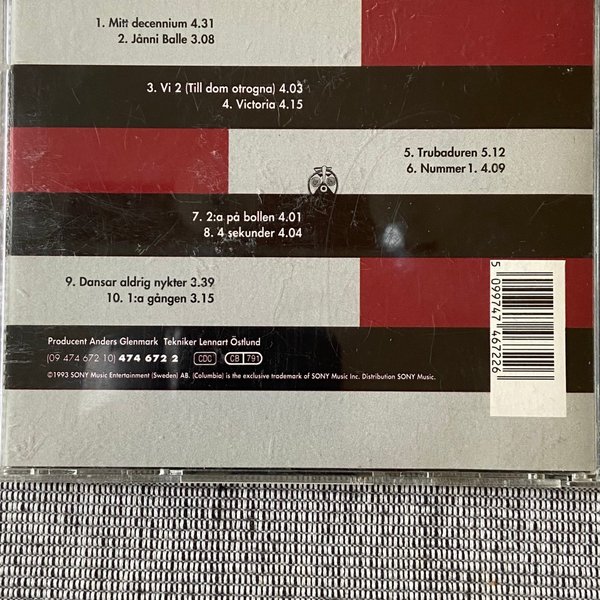 1. Mitt decennium 4.31
2. Jånni Balle 3.08
3. Vi 2 (Till dom otrogna) 4.03
4. Victoria 4.15
5. Trubaduren 5.12
6. Nummer 1. 4.09
7. 2:a på bollen 4.01
8. 4 sekunder 4.04
9. Dansar aldrig nykter 3.39
10. 1:a gången 3.15
Producent Anders Glenmark Tekniker Lennart Östlund
(09 474 672 10) 474 672 2 CDC CB 791
©1993 SONY Music Entertainment (Sweden) AB. (Columbia) is the exclusive trademark of SONY Music Inc. Distribution SONY Music.
5 099747 467226